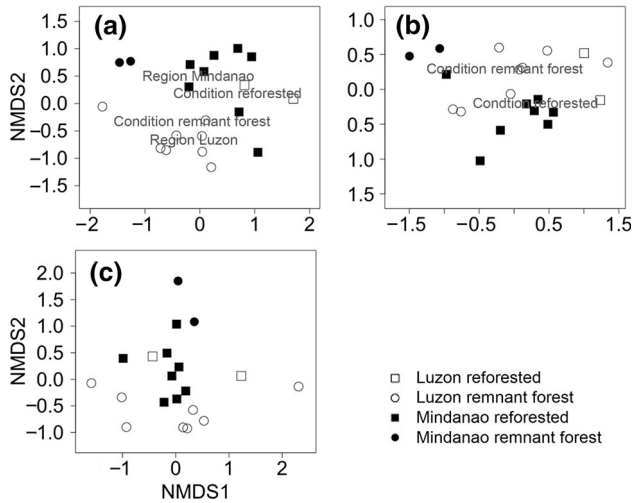 (a)
NMDS2
1.5
1.0
0.5
0.0
−0.5
−1.0
−1.5
−2
−1
0
1
2
Region Mindanao
Condition reforested
Condition remnant forest
Region Luzon
(b)
1.5
1.0
0.5
0.0
0.5
1.0
1.5
−1.5
−0.5
0.5
1.5
Condition remnant forest
Condition reforested
(c)
NMDS2
2.0
1.5
1.0
0.5
0.0
−0.5
−1.0
−1
0
1
2
NMDS1
Luzon reforested
Luzon remnant forest
Mindanao reforested
Mindanao remnant forest